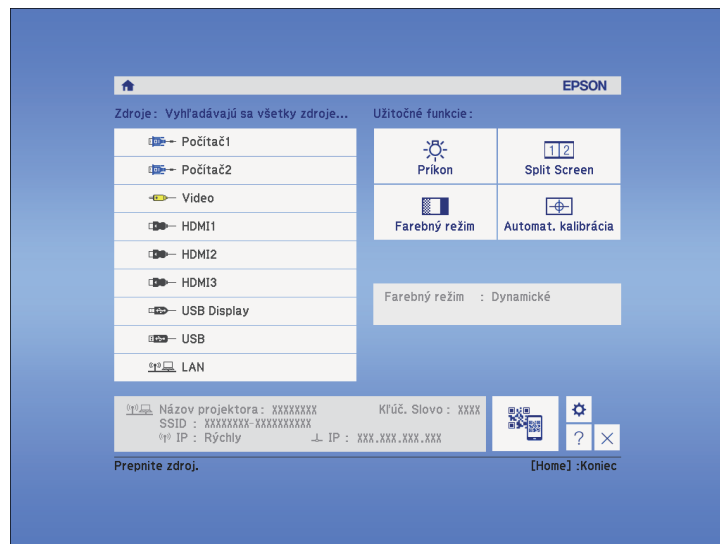 EPSON
Zdroje: Vyhľadávajú sa všetky zdroje...
Počítač1
Počítač2
Video
HDMI1
HDMI2
HDMI3
USB Display
USB
LAN
Užitočné funkcie:
Príkon
1 2
Split Screen
Farebný režim
Automat. kalibrácia
Farebný režim : Dynamické
Názov projektora: XXXXXXXX Kľúč. Slovo: XXXX
SSID : XXXXXXXX-XXXXXXXXXX
IP : Rýchly IP : XXX.XXX.XXX.XXX
?
Prepnite zdroj. [Home] :Koniec